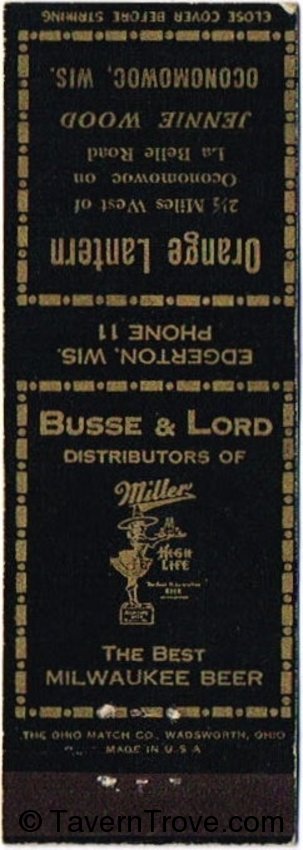 CLOSE COVER BEFORE STRIKING
Orange Lantern
2½ Miles West of
Oconomowoc on
La Belle Road
JENNIE WOOD
OCONOMOWOC, WIS.
EDGERTON, WIS.
PHONE 11
BUSSE & LORD
DISTRIBUTORS OF
Miller
HIGH
LIFE
THE BEST
MILWAUKEE BEER
THE OHIO MATCH CO., WADSWORTH, OHIO
MADE IN U.S.A
© TavernTrove.com